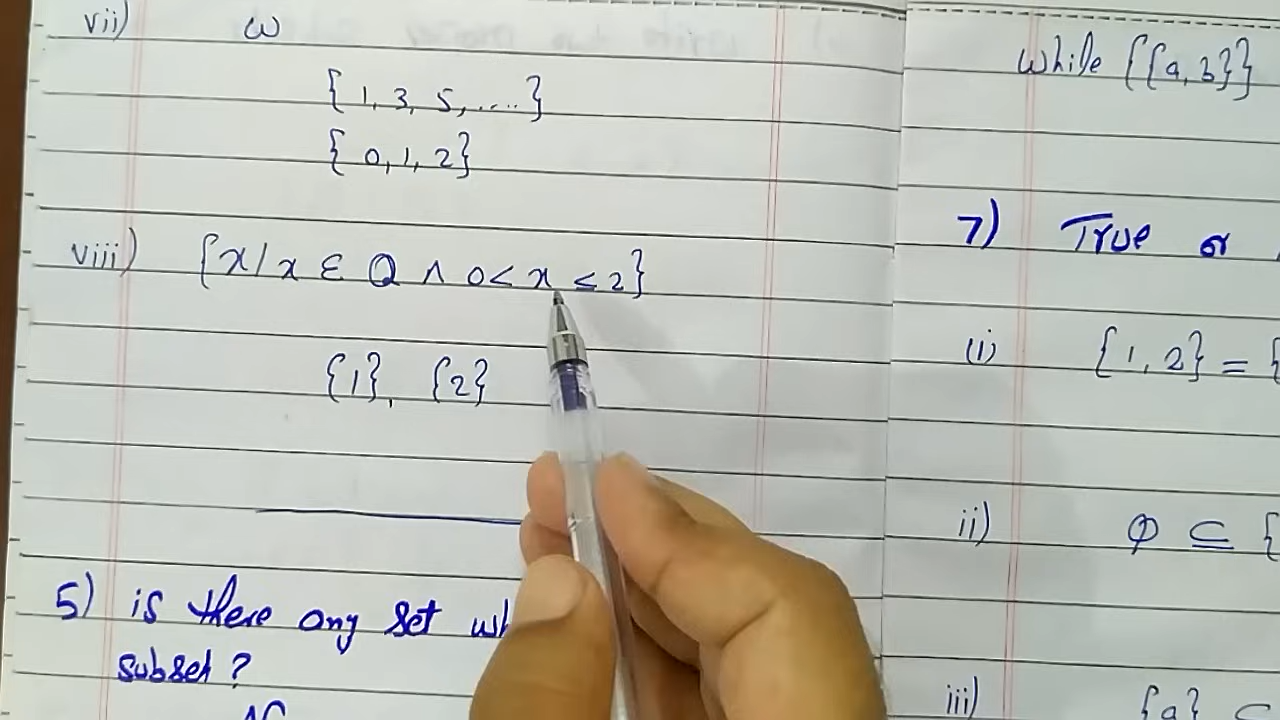 vii) ω
{ 1, 3, 5, .... }
{ 0, 1, 2 }
viii) {x/x ∈ Q ∧ 0 < x ≤ 2}
{1}, {2}
5) is there any set
subset?
while {{a, b}}
7) True or
(i) {1, 2} = {
ii) φ ⊆ {
iii) {a} ⊂